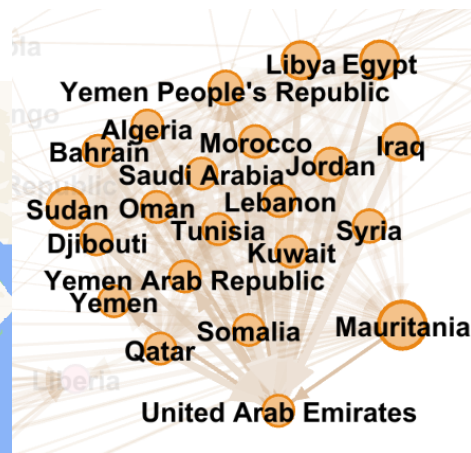 Libya
Egypt
Yemen People's Republic
Algeria
Morocco
Iraq
Bahrain
Jordan
Saudi Arabia
Sudan
Oman
Lebanon
Tunisia
Syria
Djibouti
Kuwait
Yemen Arab Republic
Yemen
Somalia
Mauritania
Qatar
Liberia
United Arab Emirates
Republic